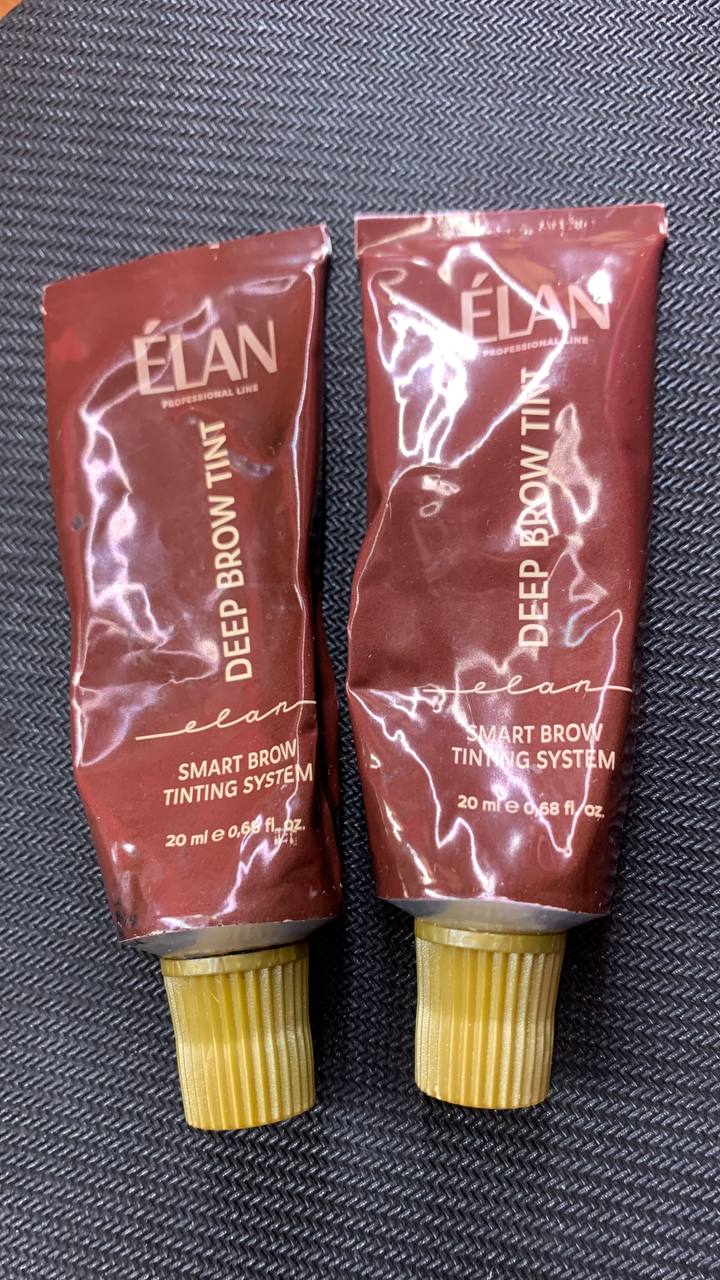 ÉLAN
PROFESSIONAL LINE
DEEP BROW TINT
elan
SMART BROW
TINTING SYSTEM
20 ml e 0,68 fl. oz.
ÉLAN
PROFESSIONAL LINE
DEEP BROW TINT
elan
SMART BROW
TINTING SYSTEM
20 ml e 0,68 fl. oz.